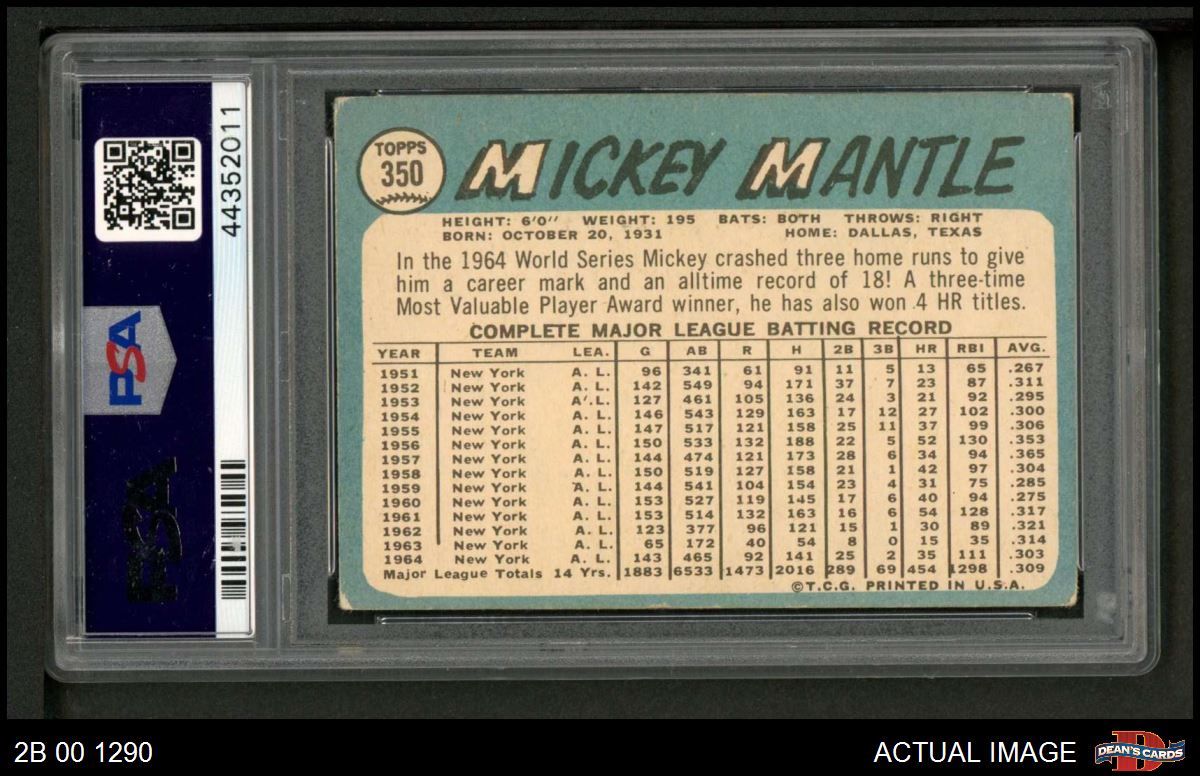 44352011
PSA
PSA
TOPPS
350
MICKEY MANTLE
HEIGHT: 6'0" WEIGHT: 195 BATS: BOTH THROWS: RIGHT
BORN: OCTOBER 20, 1931 HOME: DALLAS, TEXAS
In the 1964 World Series Mickey crashed three home runs to give
him a career mark and an alltime record of 18! A three-time
Most Valuable Player Award winner, he has also won 4 HR titles.
COMPLETE MAJOR LEAGUE BATTING RECORD
YEAR TEAM LEA. G AB R H 2B 3B HR RBI AVG.
1951 New York A. L. 96 341 61 91 11 5 13 65 .267
1952 New York A. L. 142 549 94 171 37 7 23 87 .311
1953 New York A. L. 127 461 105 136 24 3 21 92 .295
1954 New York A. L. 146 543 129 163 17 12 27 102 .300
1955 New York A. L. 147 517 121 158 25 11 37 99 .306
1956 New York A. L. 150 533 132 188 22 5 52 130 .353
1957 New York A. L. 144 474 121 173 28 6 34 94 .365
1958 New York A. L. 150 519 127 158 21 1 42 97 .304
1959 New York A. L. 144 541 104 154 23 4 31 75 .285
1960 New York A. L. 153 527 119 145 17 6 40 94 .275
1961 New York A. L. 153 514 132 163 16 6 54 128 .317
1962 New York A. L. 123 377 96 121 15 1 30 89 .321
1963 New York A. L. 65 172 40 54 8 0 15 35 .314
1964 New York A. L. 143 465 92 141 25 2 35 111 .303
Major League Totals 14 Yrs. 1883 6533 1473 2016 289 69 454 1298 .309
©T.C.G. PRINTED IN U.S.A.
2B 00 1290
ACTUAL IMAGE
DEAN'S CARDS